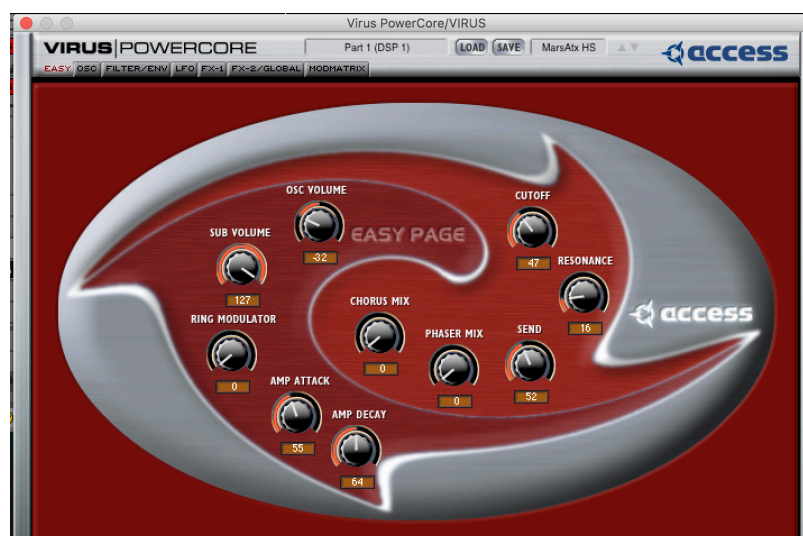 Virus PowerCore/VIRUS
VIRUS|POWERCORE
Part 1 (DSP 1)
LOAD
SAVE
MarsAtx HS
access
EASY
OSC
FILTER/ENV
LFO
FX-1
FX-2/GLOBAL
MODMATRIX
OSC VOLUME
-32
EASY PAGE
CUTOFF
47
SUB VOLUME
127
RESONANCE
16
CHORUS MIX
0
access
RING MODULATOR
0
PHASER MIX
0
SEND
52
AMP ATTACK
55
AMP DECAY
64